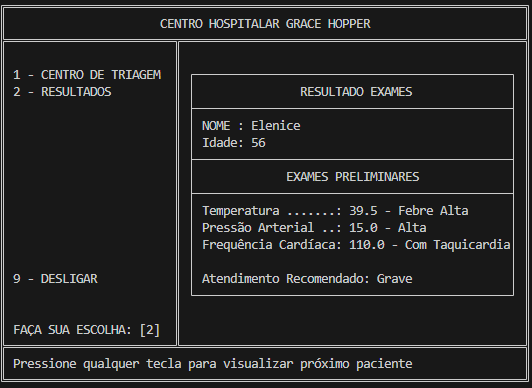 CENTRO HOSPITALAR GRACE HOPPER
1 - CENTRO DE TRIAGEM
2 - RESULTADOS
9 - DESLIGAR
FAÇA SUA ESCOLHA: [2]
RESULTADO EXAMES
NOME : Elenice
Idade: 56
EXAMES PRELIMINARES
Temperatura .......: 39.5 - Febre Alta
Pressão Arterial ..: 15.0 - Alta
Frequência Cardíaca: 110.0 - Com Taquicardia
Atendimento Recomendado: Grave
Pressione qualquer tecla para visualizar próximo paciente